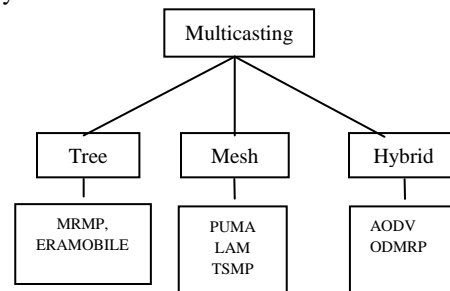 y
Multicasting
Tree
Mesh
Hybrid
MRMP,
ERAMOBILE
PUMA
LAM
TSMP
AODV
ODMRP